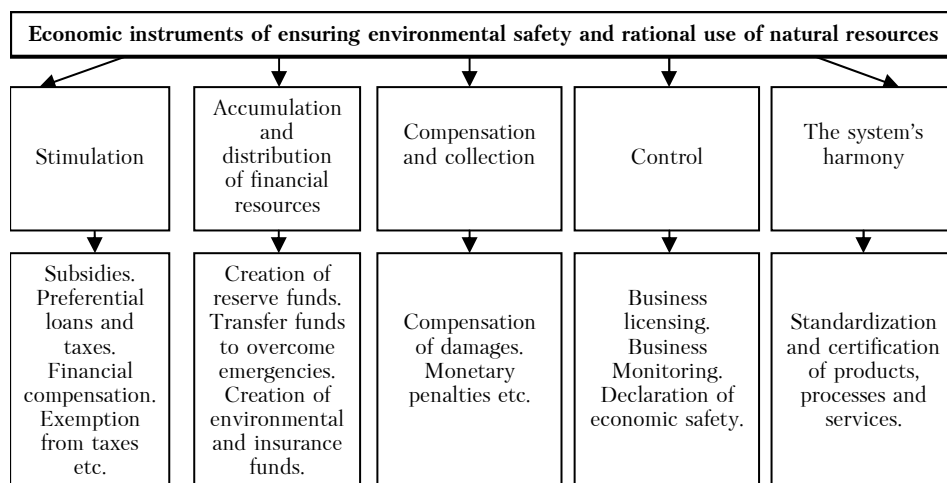 Economic instruments of ensuring environmental safety and rational use of natural resources
Stimulation
Accumulation
and
distribution
of financial
resources
Compensation
and collection
Control
The system's
harmony
Subsidies.
Preferential
loans and
taxes.
Financial
compensation.
Exemption
from taxes
etc.
Creation of
reserve funds.
Transfer funds
to overcome
emergencies.
Creation of
environmental
and insurance
funds.
Compensation
of damages.
Monetary
penalties etc.
Business
licensing.
Business
Monitoring.
Declaration of
economic safety.
Standardization
and certification
of products,
processes and
services.